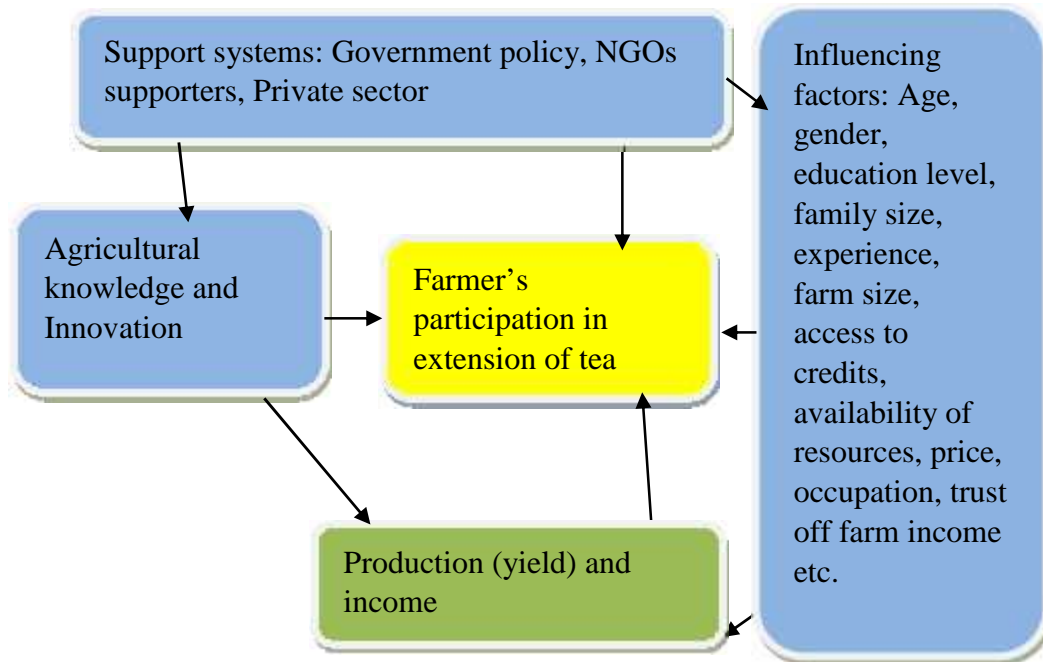 Support systems: Government policy, NGOs
supporters, Private sector
Influencing
factors: Age,
gender,
education level,
family size,
experience,
farm size,
access to
credits,
availability of
resources, price,
occupation, trust
off farm income
etc.
Agricultural
knowledge and
Innovation
Farmer’s
participation in
extension of tea
Production (yield) and
income